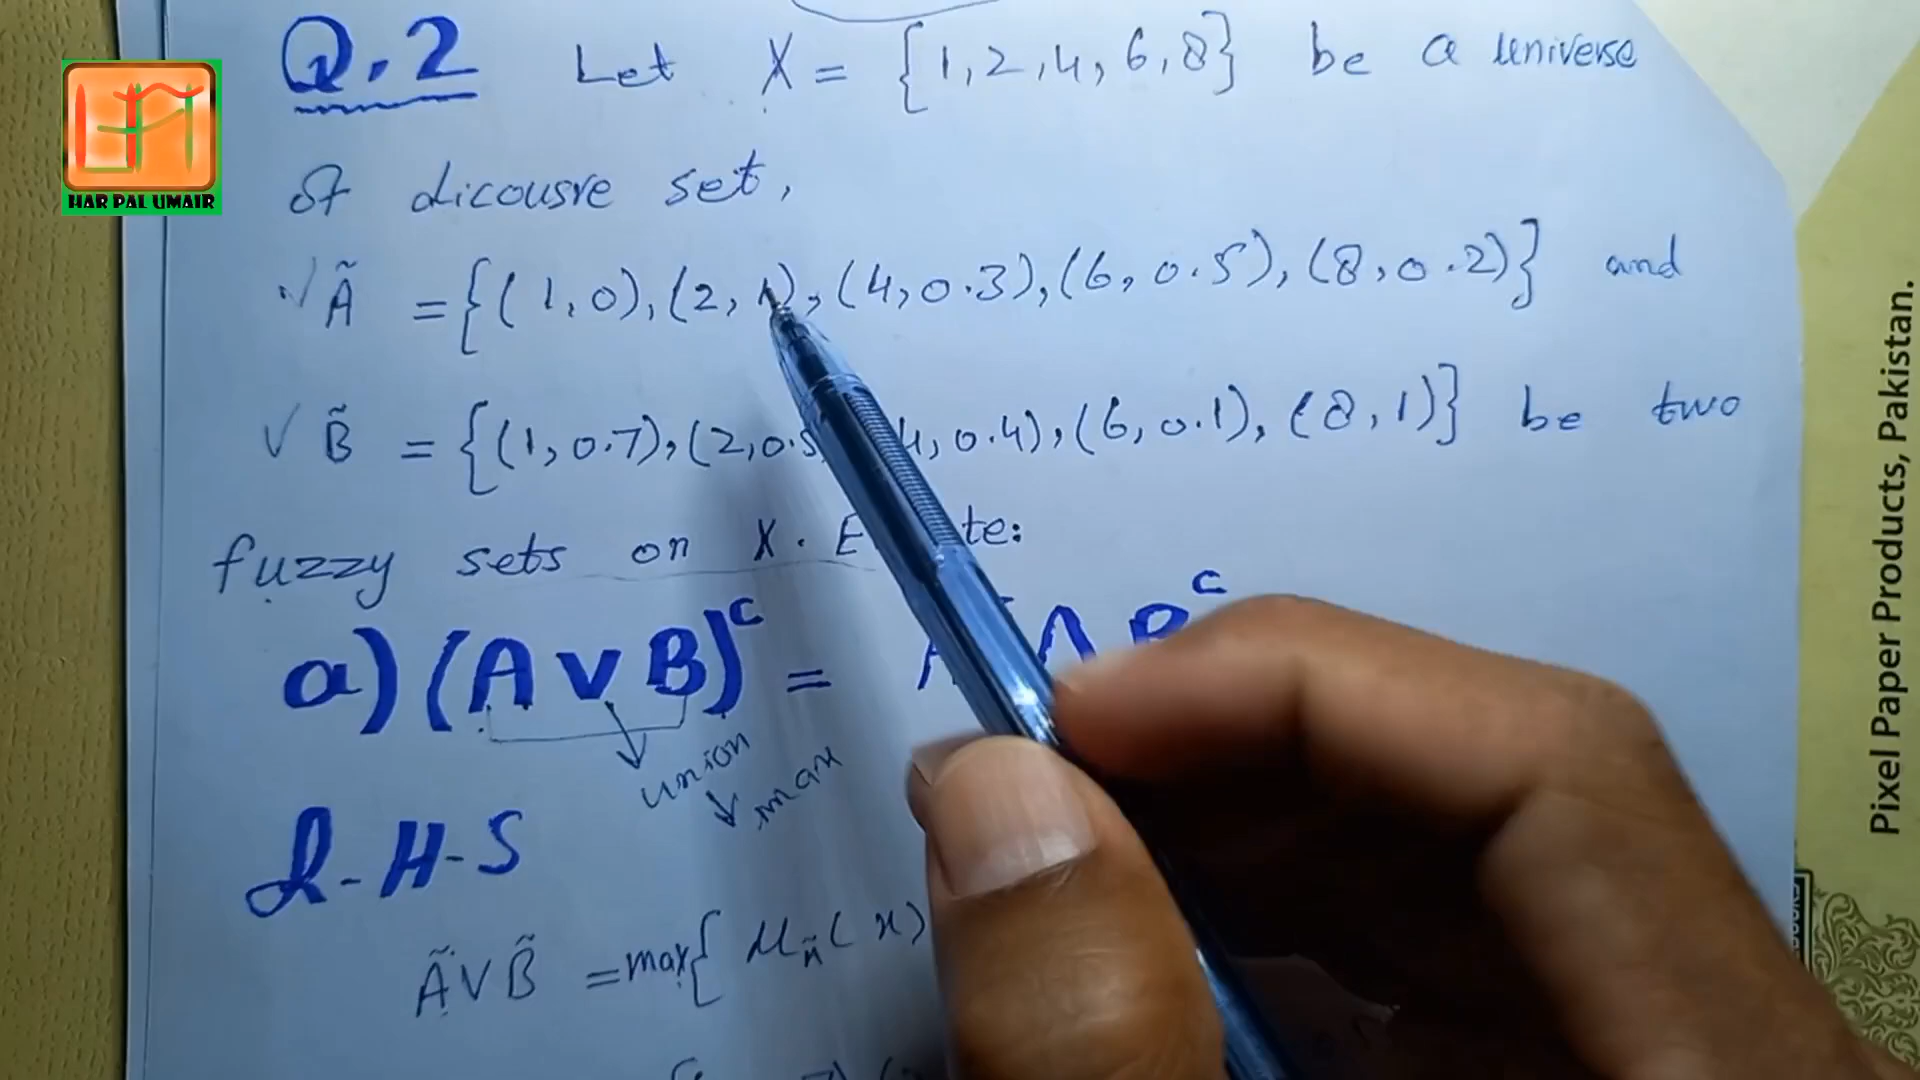 Q.2 Let X = {1,2,4,6,8} be a universe
of dicousre set,
√ Ã = {(1,0),(2,1),(4,0.3),(6,0.5),(8,0.2)} and
√ B̃ = {(1,0.7),(2,0.5 4,0.4),(6,0.1),(8,1)} be two
fuzzy sets on X. te:
a) (A ∨ B)ᶜ = ∧ Bᶜ
union
max
L-H-S
Ã∨B̃ = max{ μ (x)
HAR PAL UMAIR
Pixel Paper Products, Pakistan.